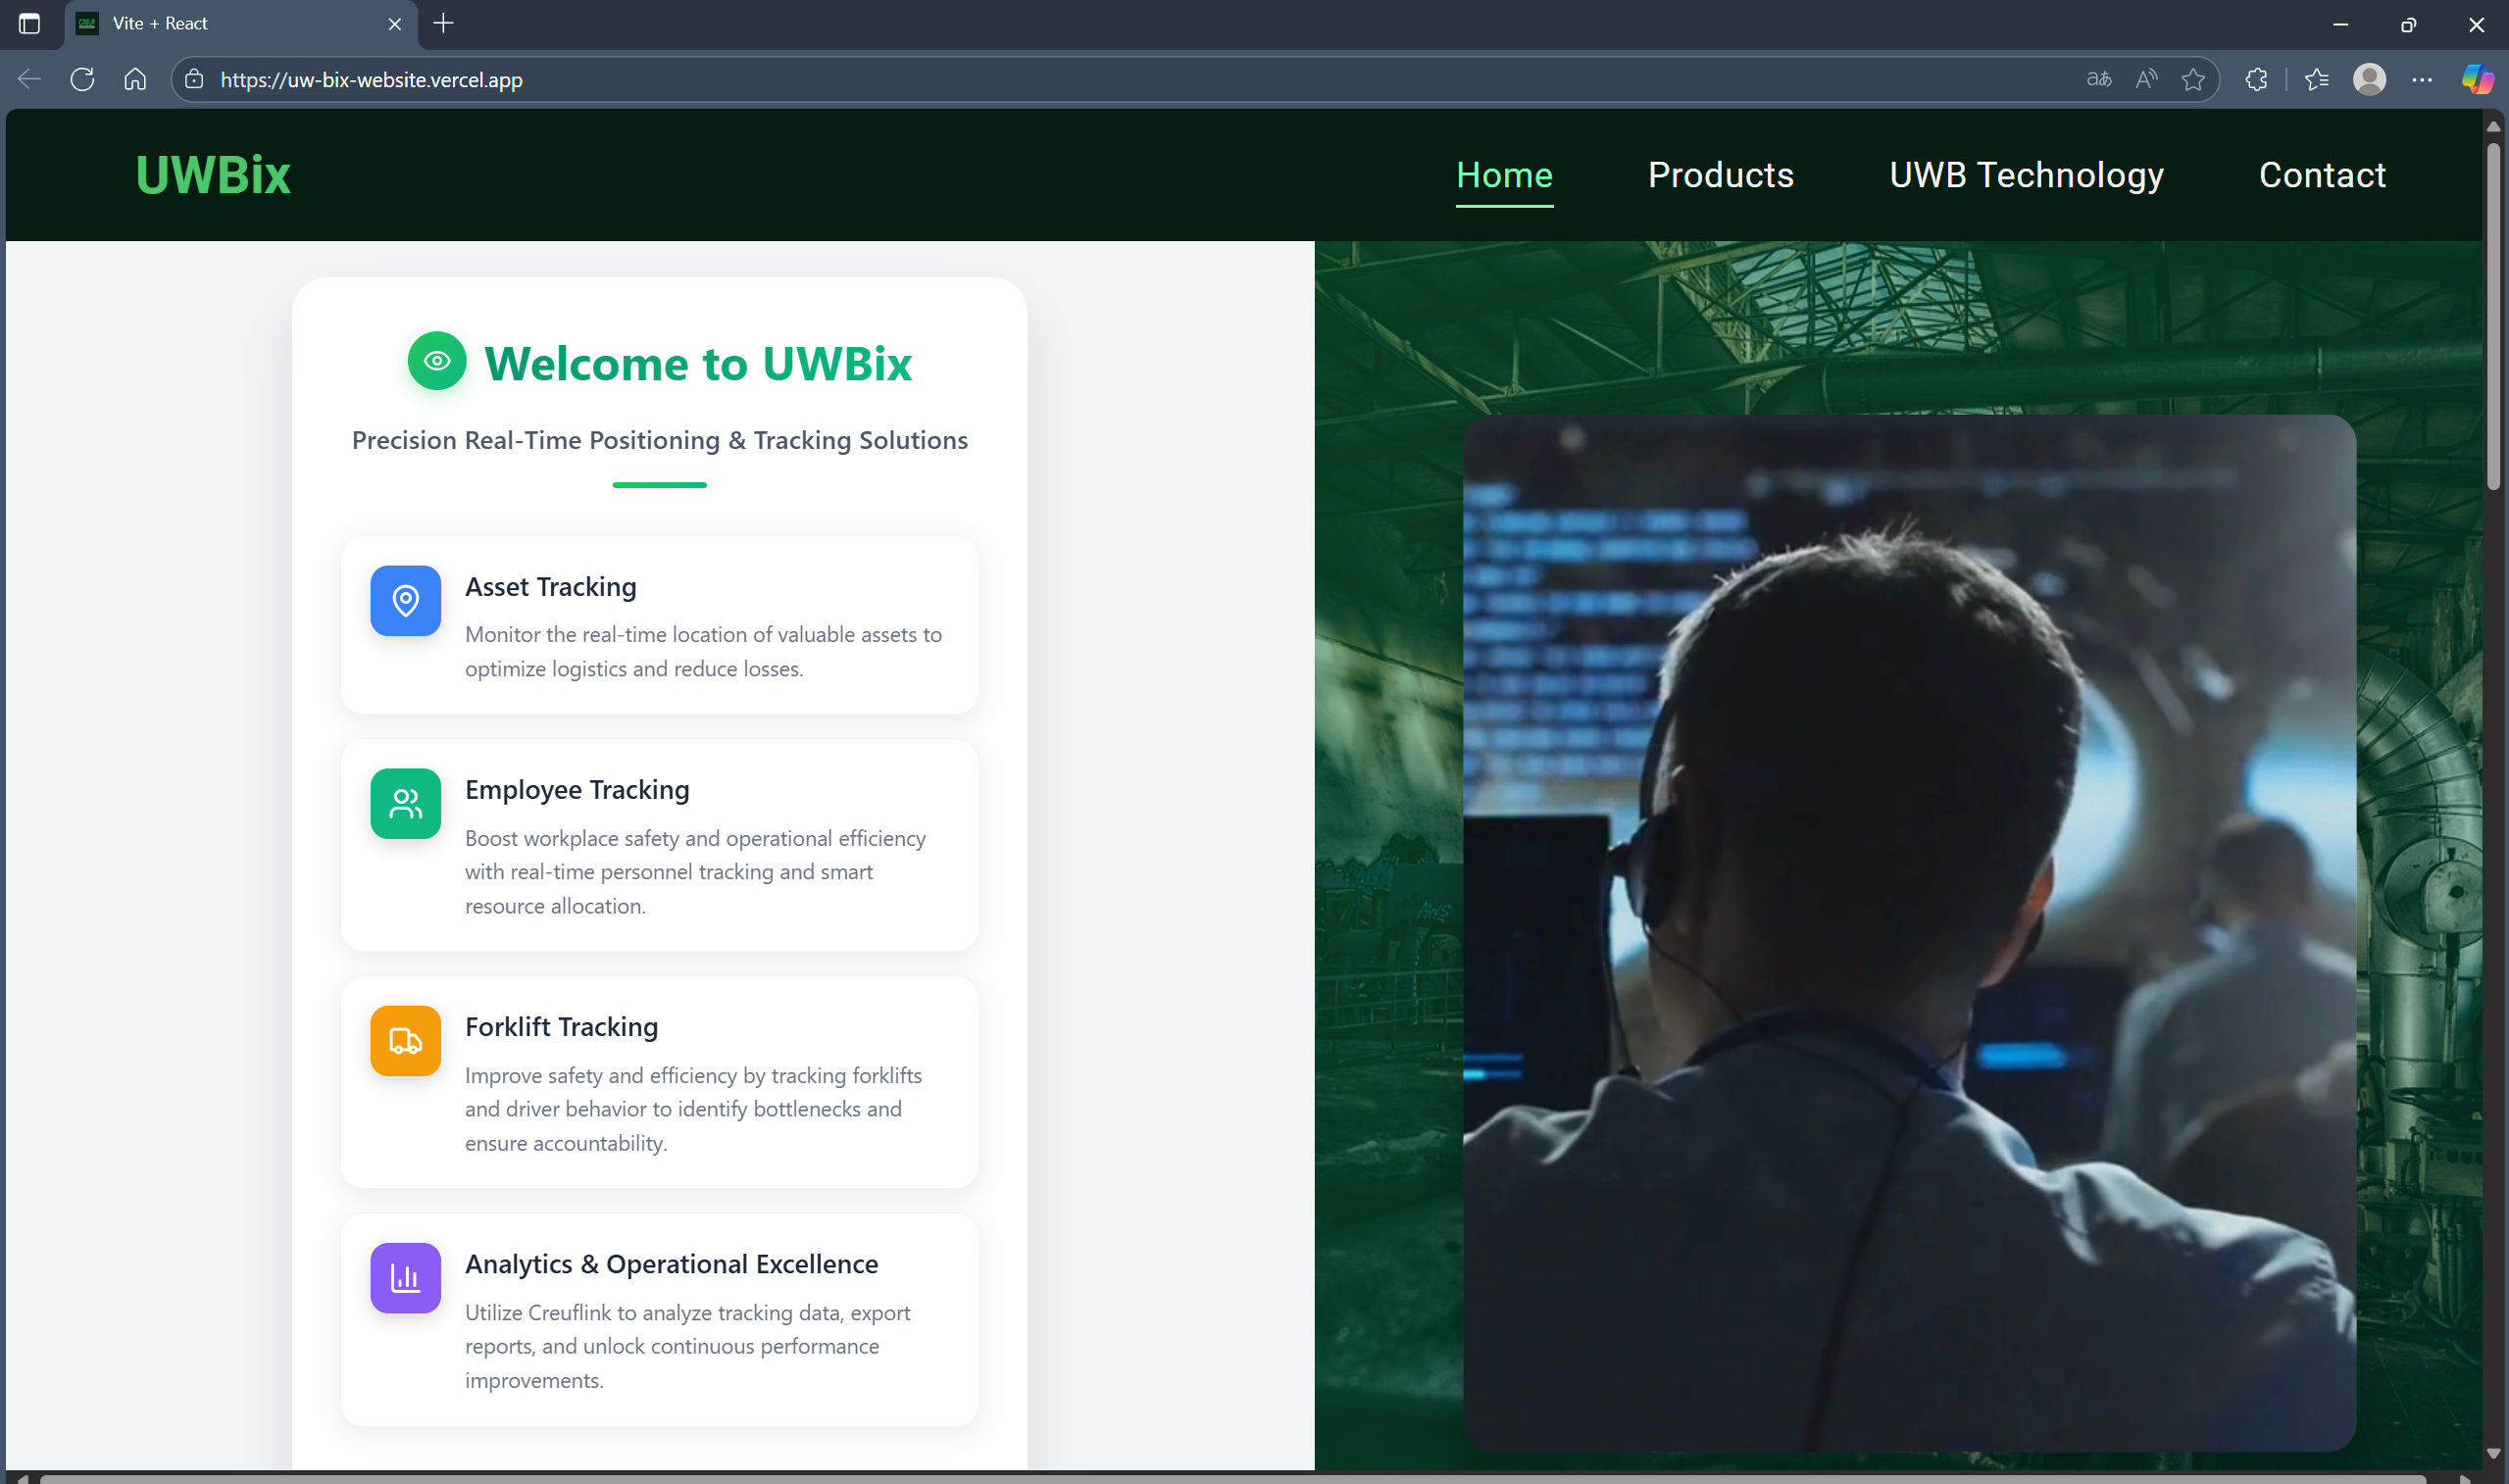 Vite + React
https://uw-bix-website.vercel.app
UWBix
Home
Products
UWB Technology
Contact
Welcome to UWBix
Precision Real-Time Positioning & Tracking Solutions
Asset Tracking
Monitor the real-time location of valuable assets to
optimize logistics and reduce losses.
Employee Tracking
Boost workplace safety and operational efficiency
with real-time personnel tracking and smart
resource allocation.
Forklift Tracking
Improve safety and efficiency by tracking forklifts
and driver behavior to identify bottlenecks and
ensure accountability.
Analytics & Operational Excellence
Utilize Creuflink to analyze tracking data, export
reports, and unlock continuous performance
improvements.